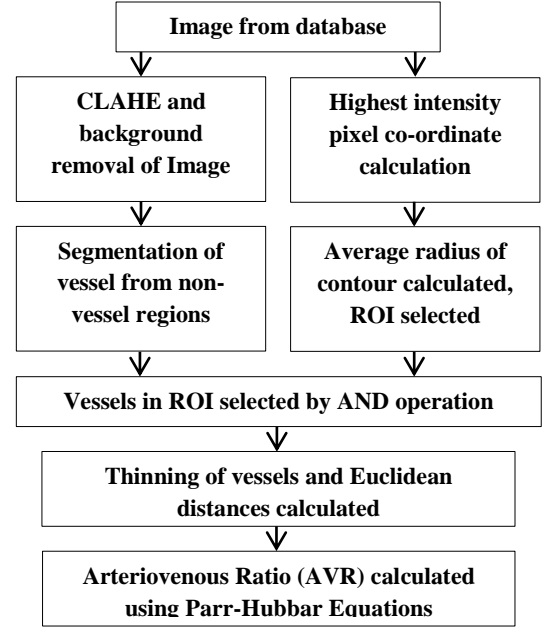 Image from database
CLAHE and
background
removal of Image
Highest intensity
pixel co-ordinate
calculation
Segmentation of
vessel from non-
vessel regions
Average radius of
contour calculated,
ROI selected
Vessels in ROI selected by AND operation
Thinning of vessels and Euclidean
distances calculated
Arteriovenous Ratio (AVR) calculated
using Parr-Hubbar Equations